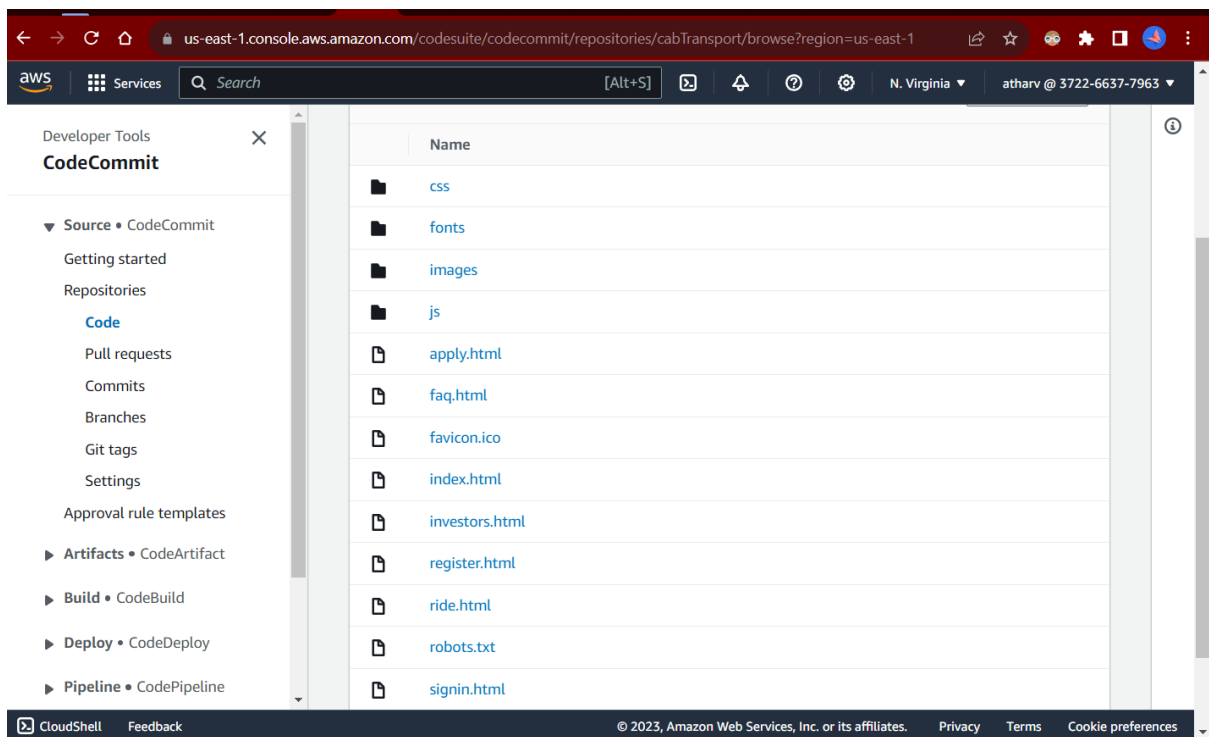 us-east-1.console.aws.amazon.com/codesuite/codecommit/repositories/cabTransport/browse?region=us-east-1
aws Services Search [Alt+S] N. Virginia ▼ atharv @ 3722-6637-7963 ▼
Developer Tools
CodeCommit
Source • CodeCommit
Getting started
Repositories
Code
Pull requests
Commits
Branches
Git tags
Settings
Approval rule templates
Artifacts • CodeArtifact
Build • CodeBuild
Deploy • CodeDeploy
Pipeline • CodePipeline
Name
css
fonts
images
js
apply.html
faq.html
favicon.ico
index.html
investors.html
register.html
ride.html
robots.txt
signin.html
CloudShell Feedback © 2023, Amazon Web Services, Inc. or its affiliates. Privacy Terms Cookie preferences